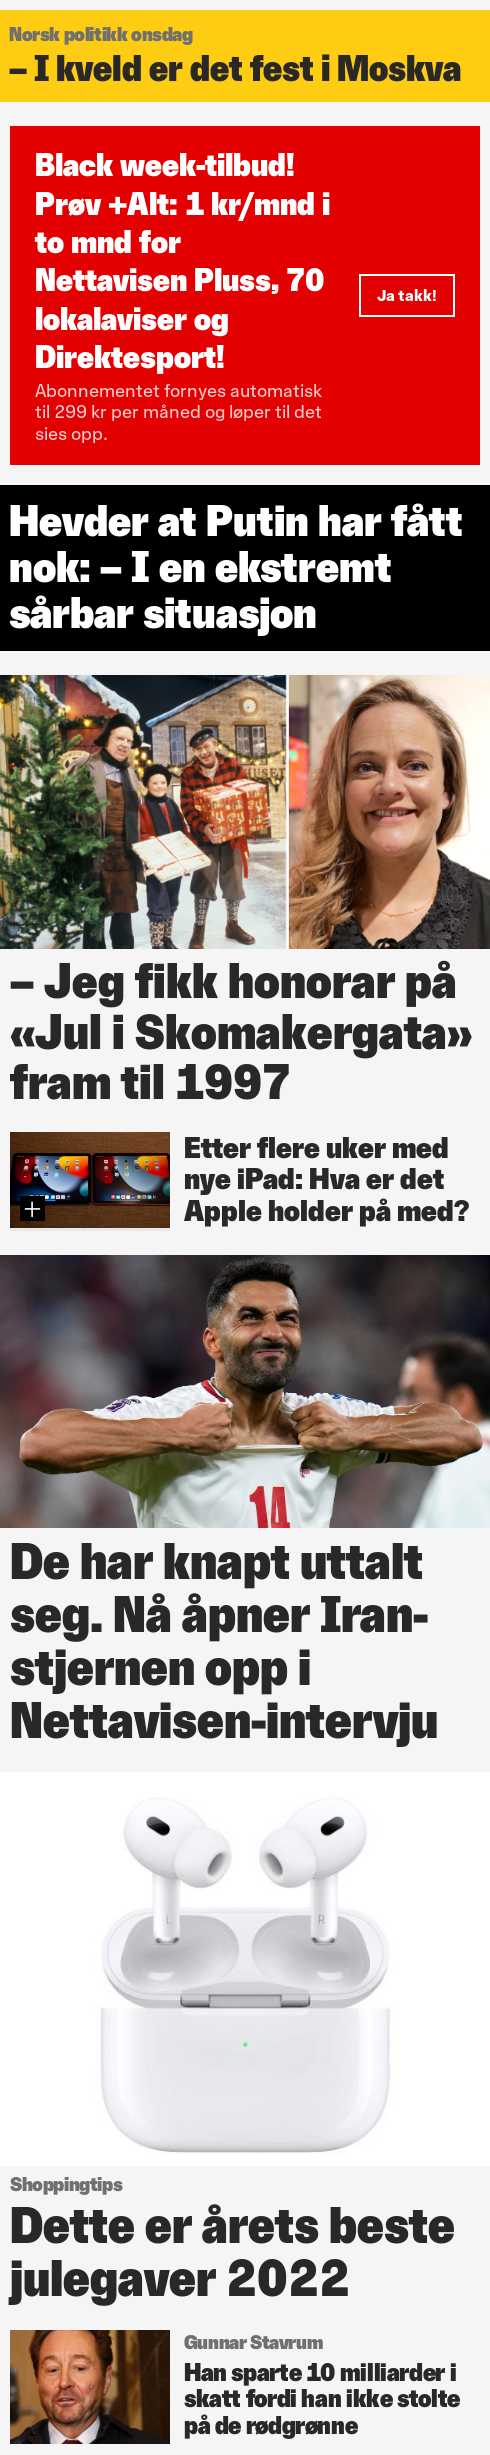 Norsk politikk onsdag
– I kveld er det fest i Moskva
Black week-tilbud!
Prøv +Alt: 1 kr/mnd i
to mnd for
Nettavisen Pluss, 70
lokalaviser og
Direktesport!
Ja takk!
Abonnementet fornyes automatisk
til 299 kr per måned og løper til det
sies opp.
Hevder at Putin har fått
nok: – I en ekstremt
sårbar situasjon
– Jeg fikk honorar på
«Jul i Skomakergata»
fram til 1997
Etter flere uker med
nye iPad: Hva er det
Apple holder på med?
14
De har knapt uttalt
seg. Nå åpner Iran-
stjernen opp i
Nettavisen-intervju
L R
Shoppingtips
Dette er årets beste
julegaver 2022
Gunnar Stavrum
Han sparte 10 milliarder i
skatt fordi han ikke stolte
på de rødgrønne